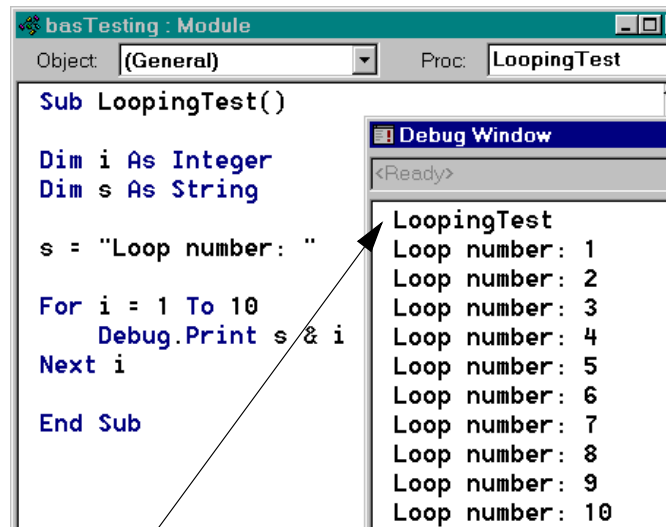 basTesting : Module
Object: (General) Proc: LoopingTest
Sub LoopingTest()
Dim i As Integer
Dim s As String
s = "Loop number: "
For i = 1 To 10
Debug.Print s & i
Next i
End Sub
Debug Window
<Ready>
LoopingTest
Loop number: 1
Loop number: 2
Loop number: 3
Loop number: 4
Loop number: 5
Loop number: 6
Loop number: 7
Loop number: 8
Loop number: 9
Loop number: 10